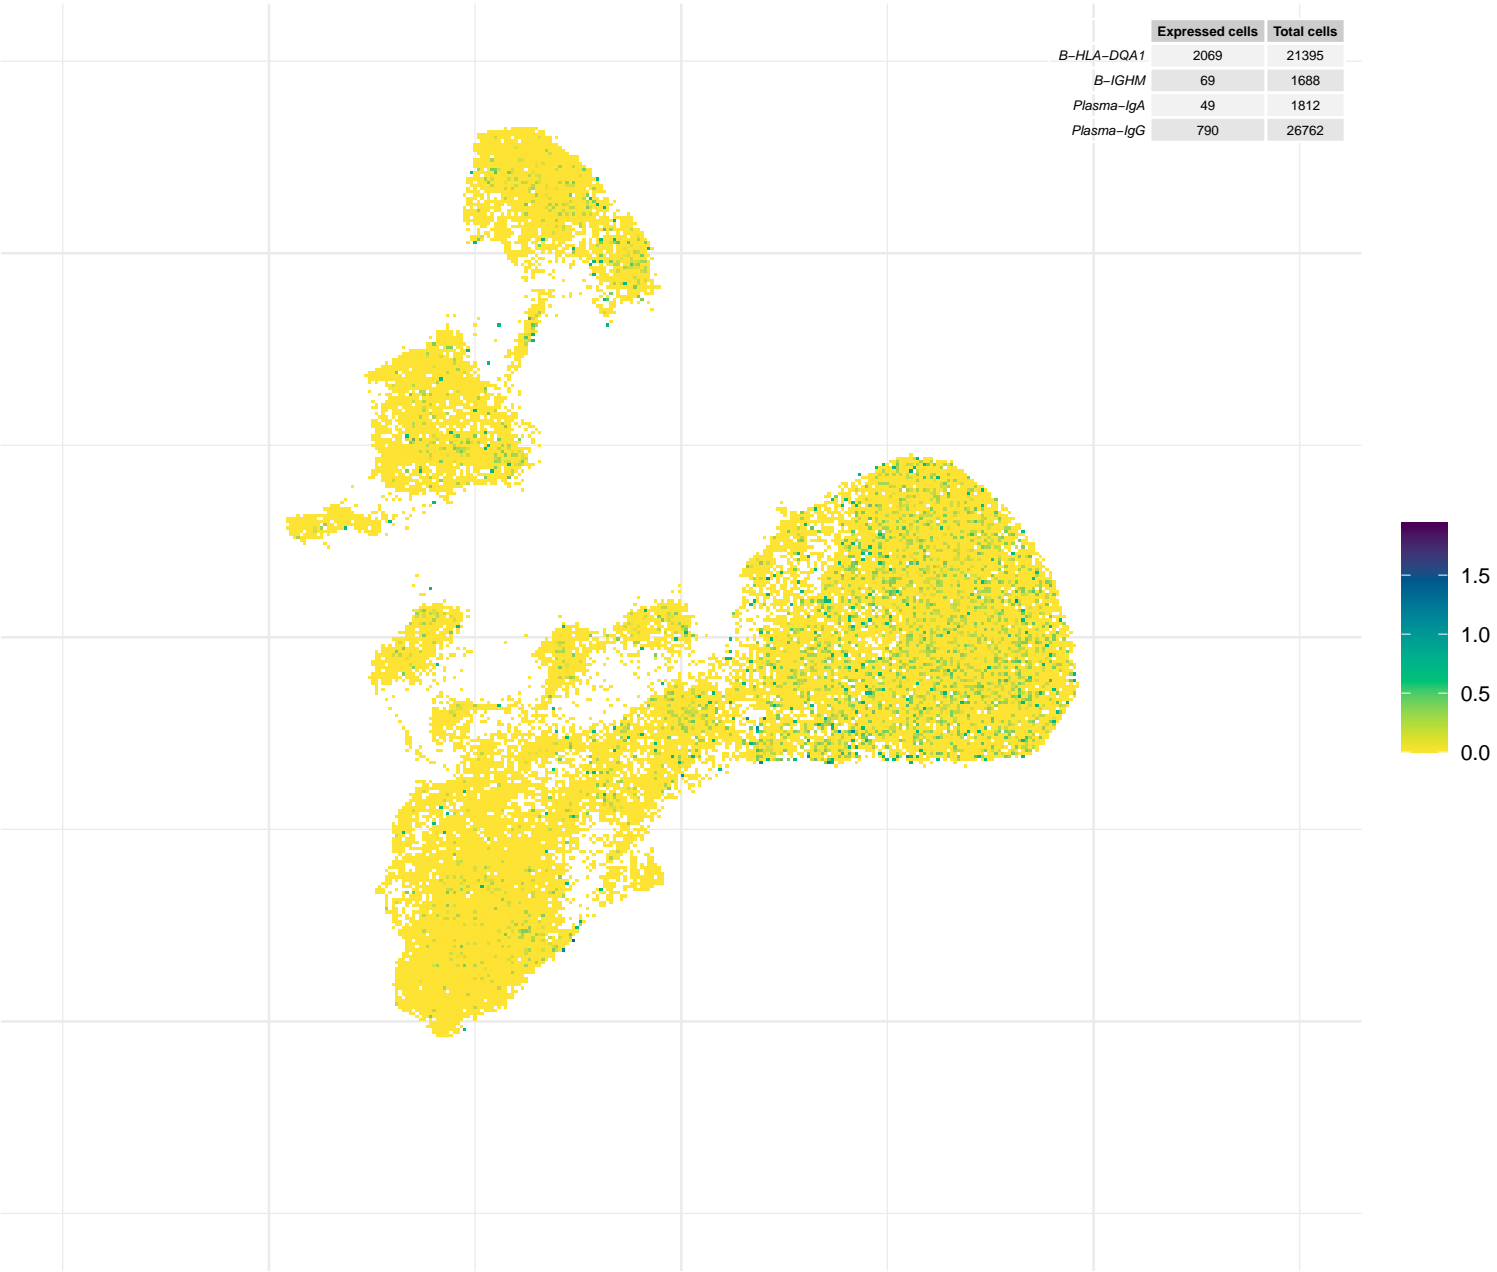 Expressed cells Total cells
B−HLA−DQA1 2069 21395
B−IGHM 69 1688
Plasma−IgA 49 1812
Plasma−IgG 790 26762
1.5
1.0
0.5
0.0